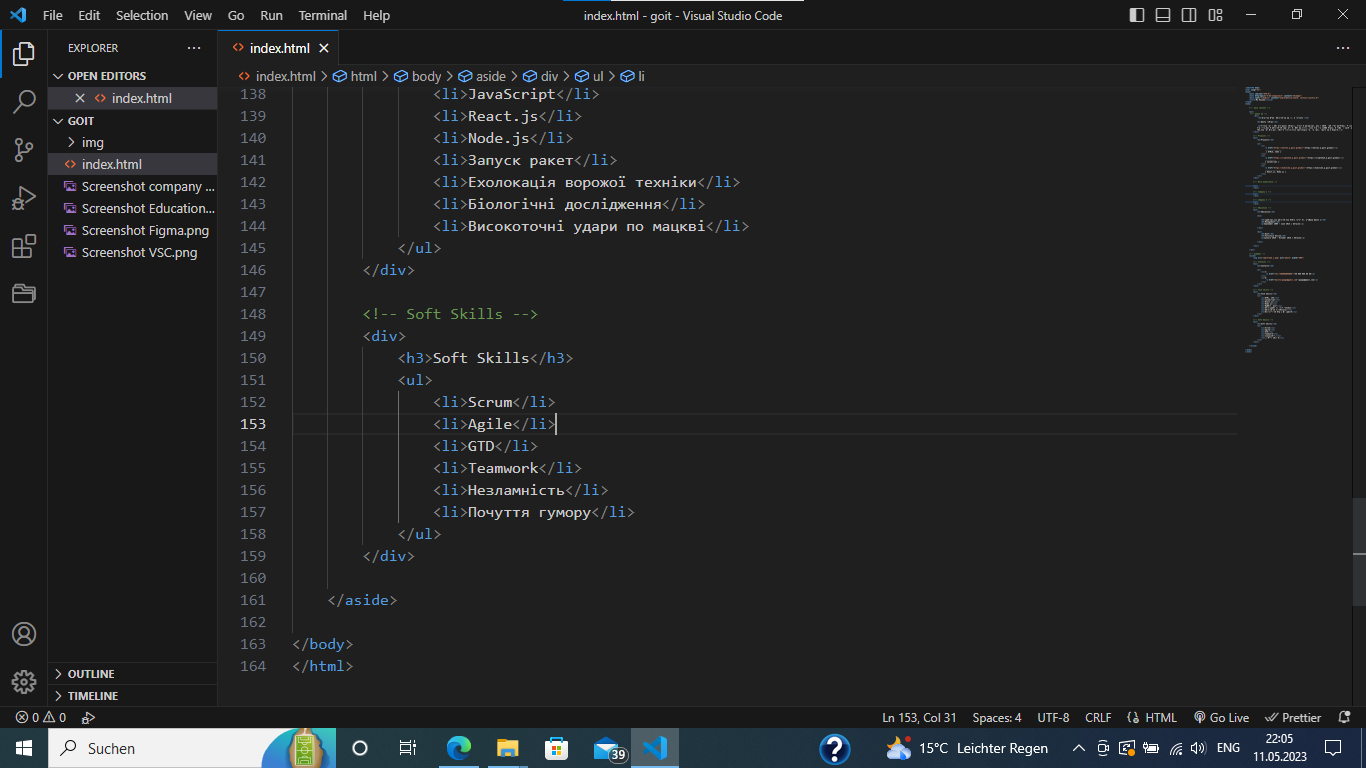 File Edit Selection View Go Run Terminal Help
index.html - goit - Visual Studio Code
EXPLORER
index.html
OPEN EDITORS
index.html
GOIT
img
index.html
Screenshot company ...
Screenshot Education...
Screenshot Figma.png
Screenshot VSC.png
OUTLINE
TIMELINE
index.html > html > body > aside > div > ul > li
138 <li>JavaScript</li>
139 <li>React.js</li>
140 <li>Node.js</li>
141 <li>Запуск ракет</li>
142 <li>Ехолокація ворожої техніки</li>
143 <li>Біологічні дослідження</li>
144 <li>Високоточні удари по мацкві</li>
145 </ul>
146 </div>
147
148 <!-- Soft Skills -->
149 <div>
150 <h3>Soft Skills</h3>
151 <ul>
152 <li>Scrum</li>
153 <li>Agile</li>
154 <li>GTD</li>
155 <li>Teamwork</li>
156 <li>Незламність</li>
157 <li>Почуття гумору</li>
158 </ul>
159 </div>
160
161 </aside>
162
163 </body>
164 </html>
0 0
Ln 153, Col 31 Spaces: 4 UTF-8 CRLF HTML Go Live Prettier
Suchen
39
15°C Leichter Regen
ENG
22:05
11.05.2023